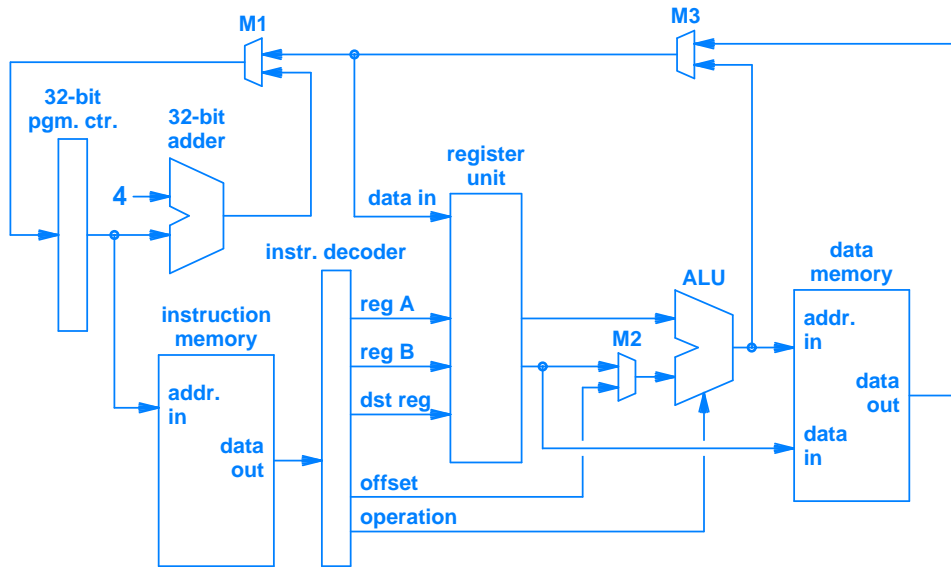 M1
M3
32-bit
pgm. ctr.
32-bit
adder
register
unit
4
data in
instr. decoder
data
memory
ALU
instruction
memory
reg A
addr.
in
M2
reg B
addr.
in
dst reg
data
out
data
out
data
in
offset
operation